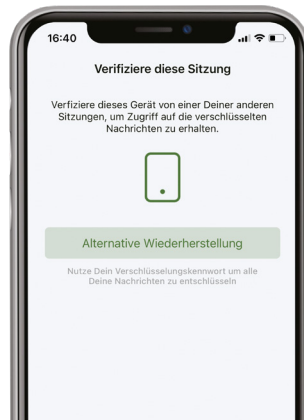 16:40
Verifiziere diese Sitzung
Verfiziere dieses Gerät von einer Deiner anderen
Sitzungen, um Zugriff auf die verschlüsselten
Nachrichten zu erhalten.
Alternative Wiederherstellung
Nutze Dein Verschlüsselungskennwort um alle
Deine Nachrichten zu entschlüsseln